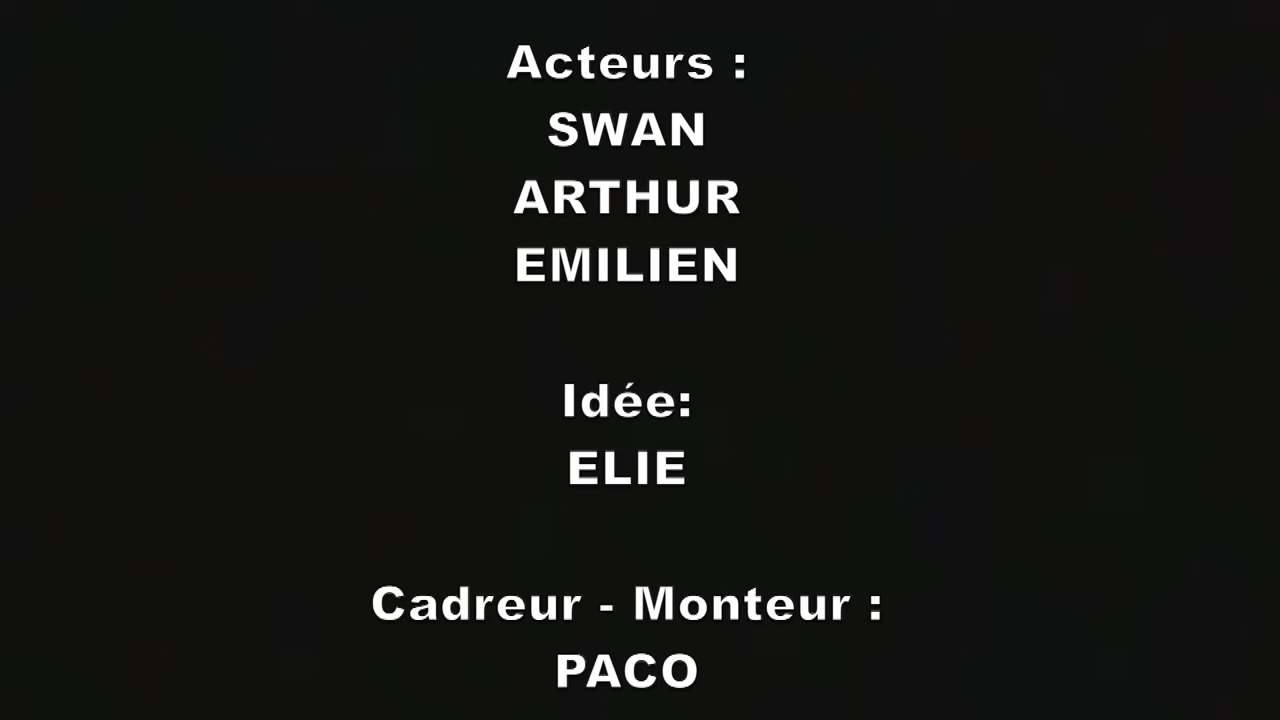 Acteurs :
SWAN
ARTHUR
EMILIEN
Idée:
ELIE
Cadreur - Monteur :
PACO